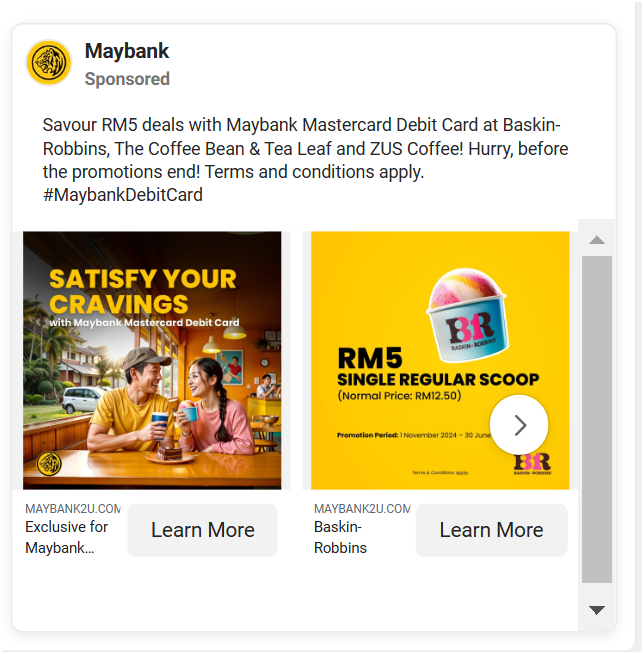 Maybank
Sponsored
Savour RM5 deals with Maybank Mastercard Debit Card at Baskin-
Robbins, The Coffee Bean & Tea Leaf and ZUS Coffee! Hurry, before
the promotions end! Terms and conditions apply.
#MaybankDebitCard
SATISFY YOUR
CRAVINGS
with Maybank Mastercard Debit Card
BR
BASKIN-ROBBINS
RM5
SINGLE REGULAR SCOOP
(Normal Price: RM12.50)
Promotion Period: 1 November 2024 – 30 June
BR
BASKIN-ROBBINS
Terms & Conditions apply.
MAYBANK2U.COM
Exclusive for
Maybank...
Learn More
MAYBANK2U.COM
Baskin-
Robbins
Learn More